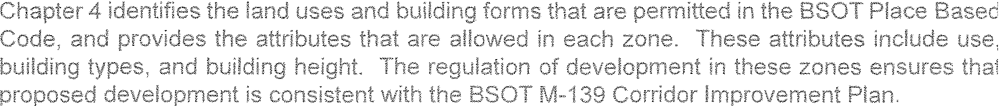 Chapter 4 identifies the land uses and building forms that are permitted in the BSOT Place Based
Code, and provides the attributes that are allowed in each zone. These attributes include use,
building types, and building height. The regulation of development in these zones ensures that
proposed development is consistent with the BSOT M-139 Corridor Improvement Plan.